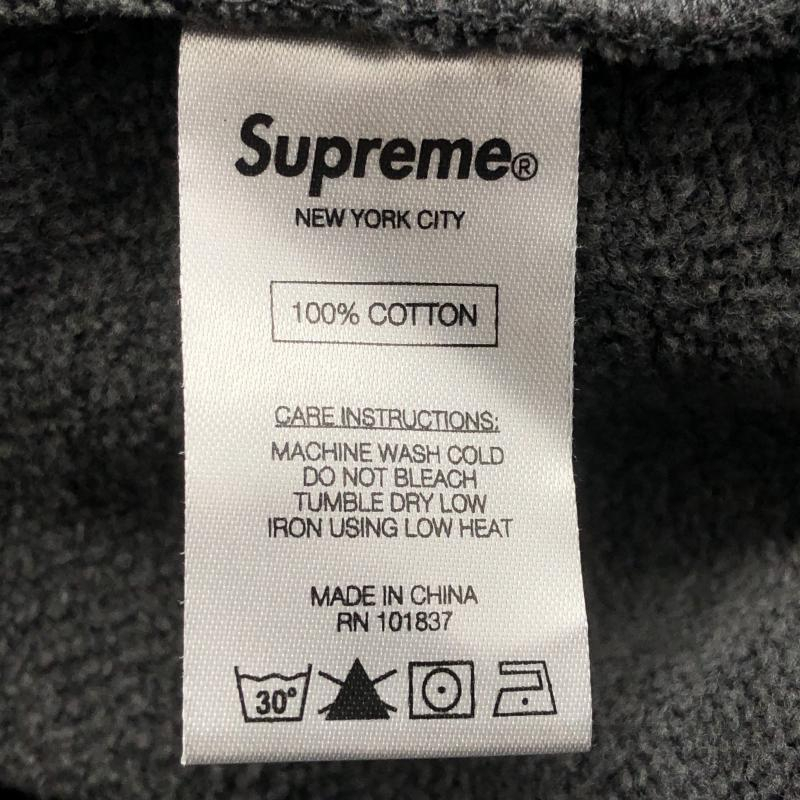 Supreme®
NEW YORK CITY
100% COTTON
CARE INSTRUCTIONS:
MACHINE WASH COLD
DO NOT BLEACH
TUMBLE DRY LOW
IRON USING LOW HEAT
MADE IN CHINA
RN 101837
30°